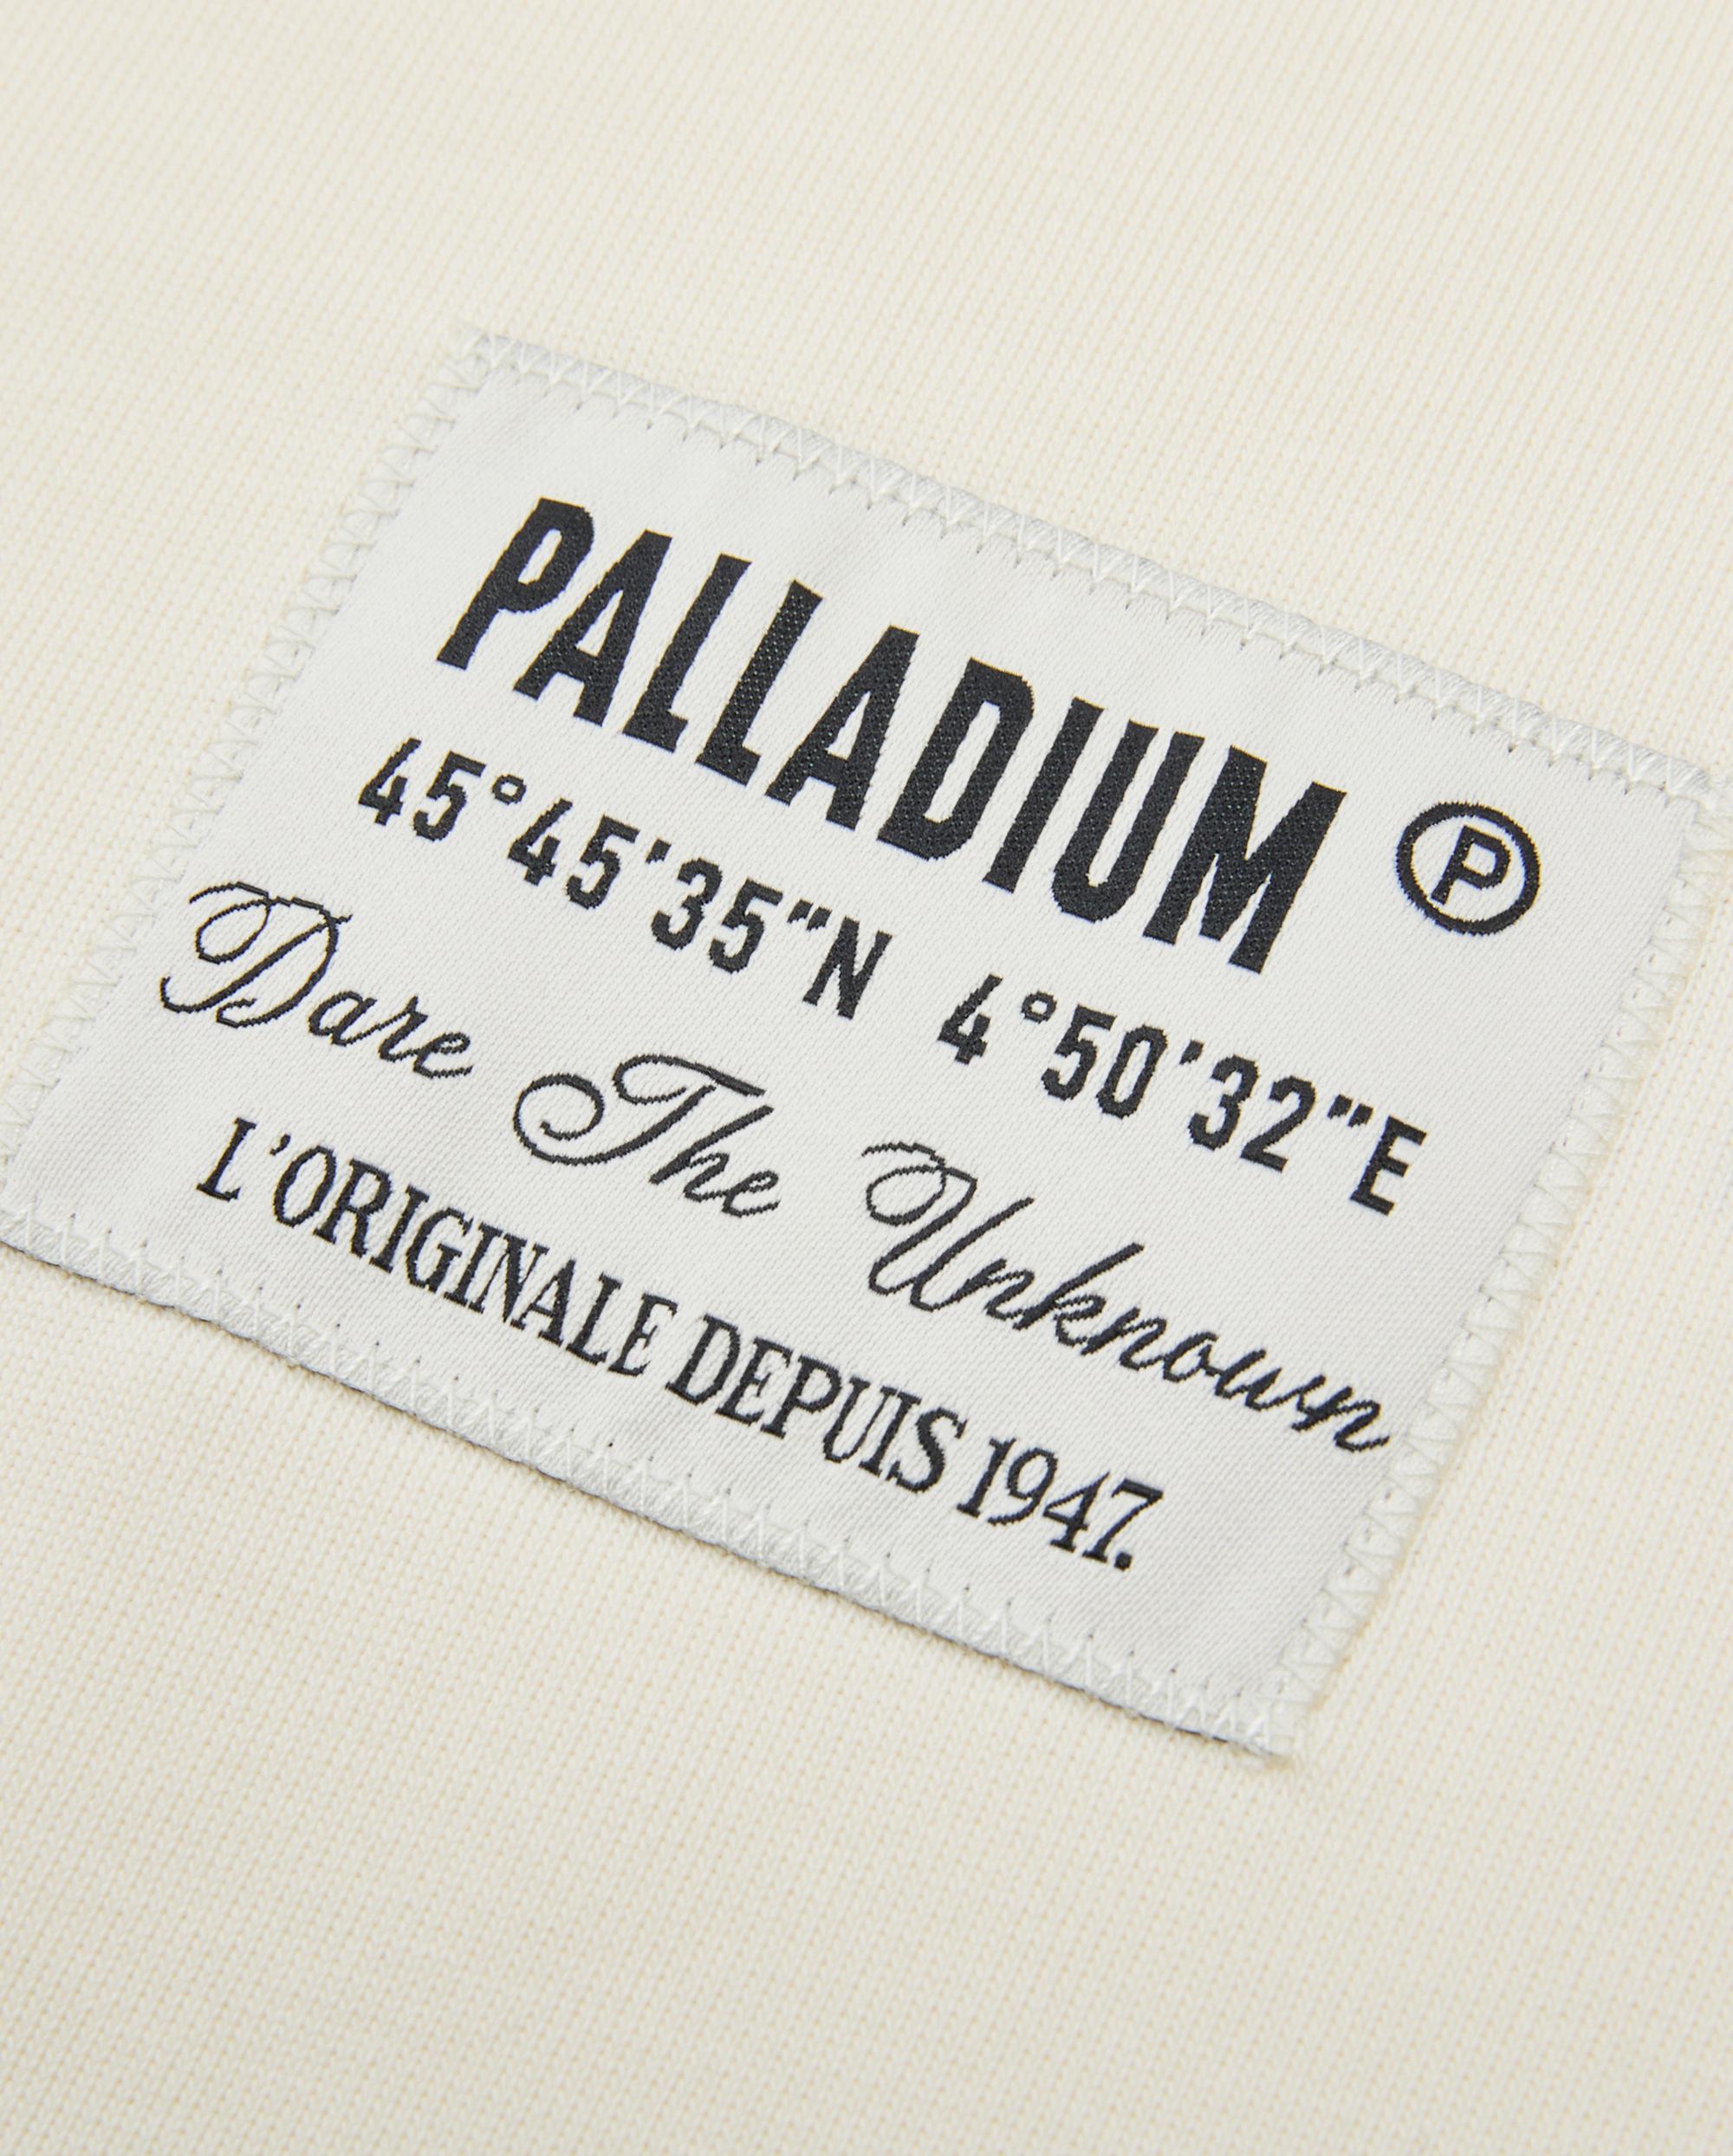 PALLADIUM Ⓟ
45°45'35"N 4°50'32"E
Dare The Unknown
L'ORIGINALE DEPUIS 1947.